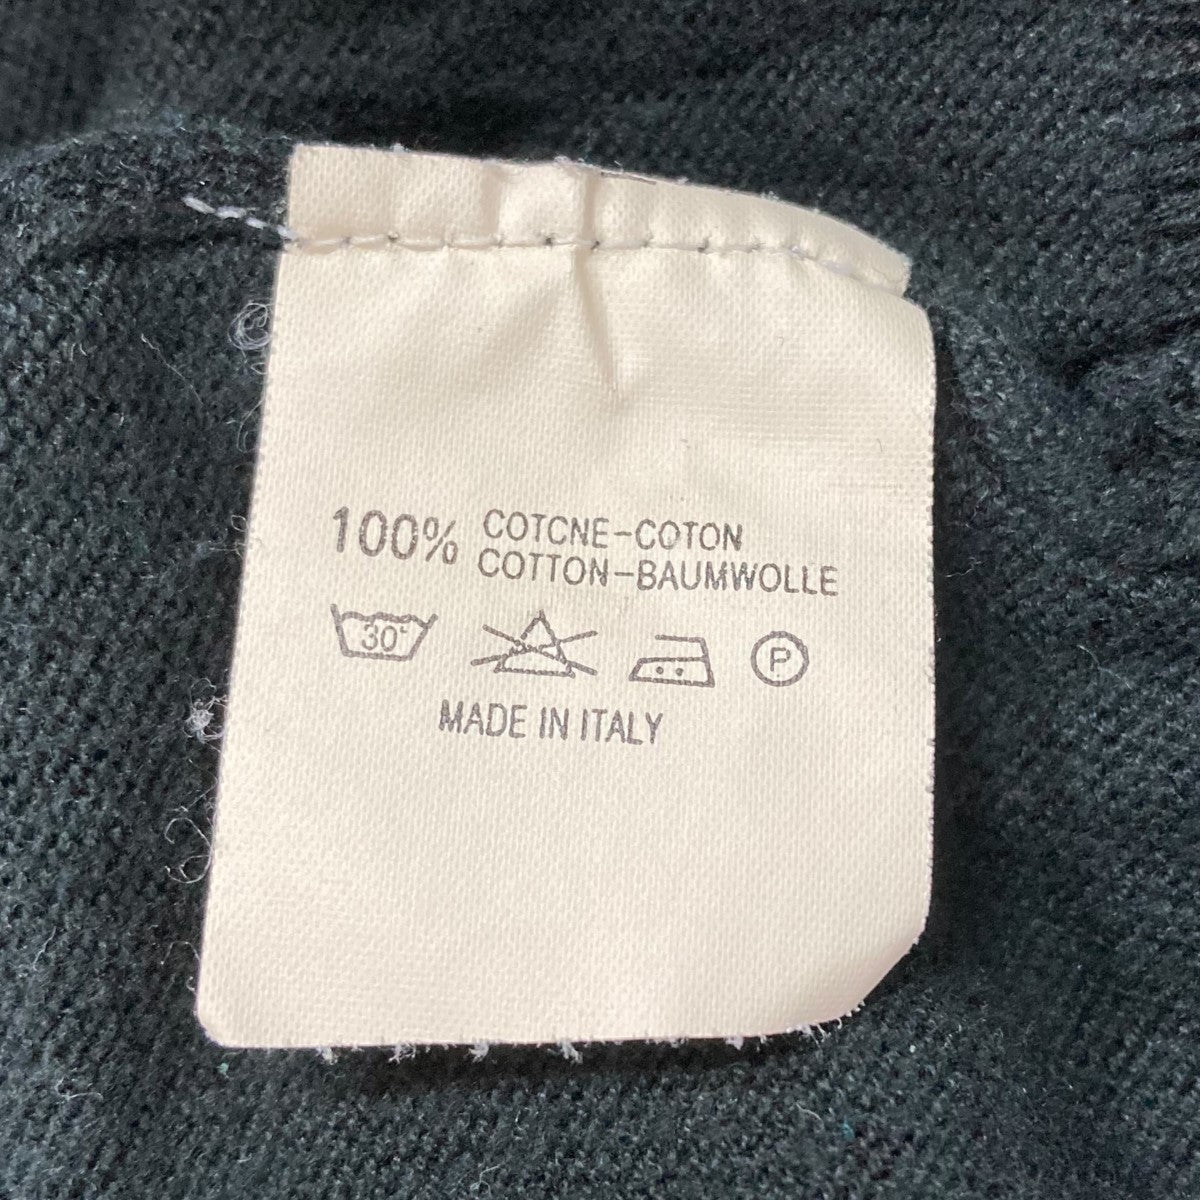 100% COTCNE-COTON
COTTON-BAUMWOLLE
30° P
MADE IN ITALY